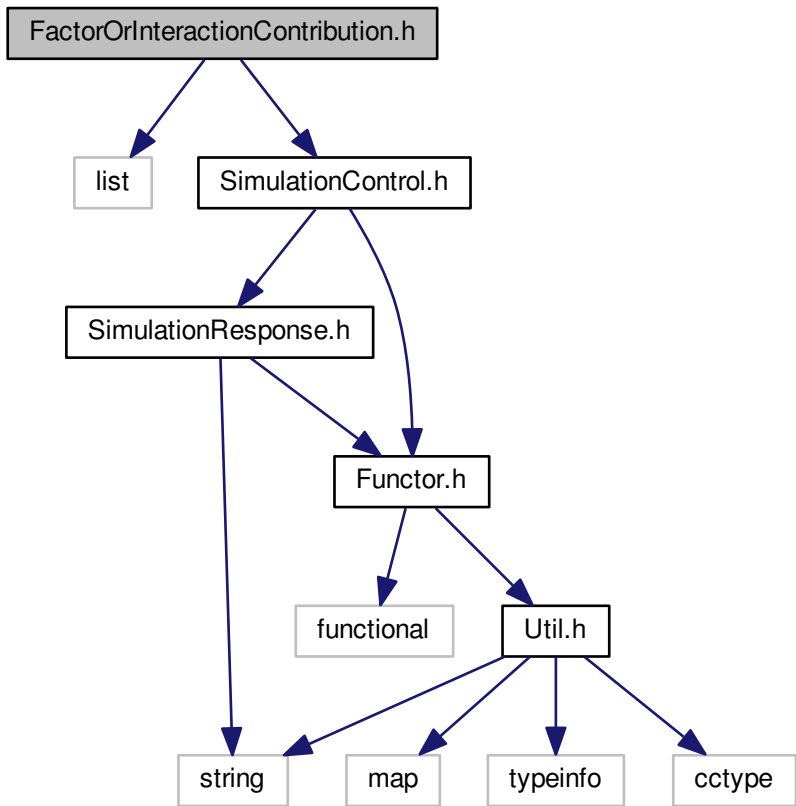 FactorOrInteractionContribution.h
list
SimulationControl.h
SimulationResponse.h
Functor.h
functional
Util.h
string
map
typeinfo
cctype